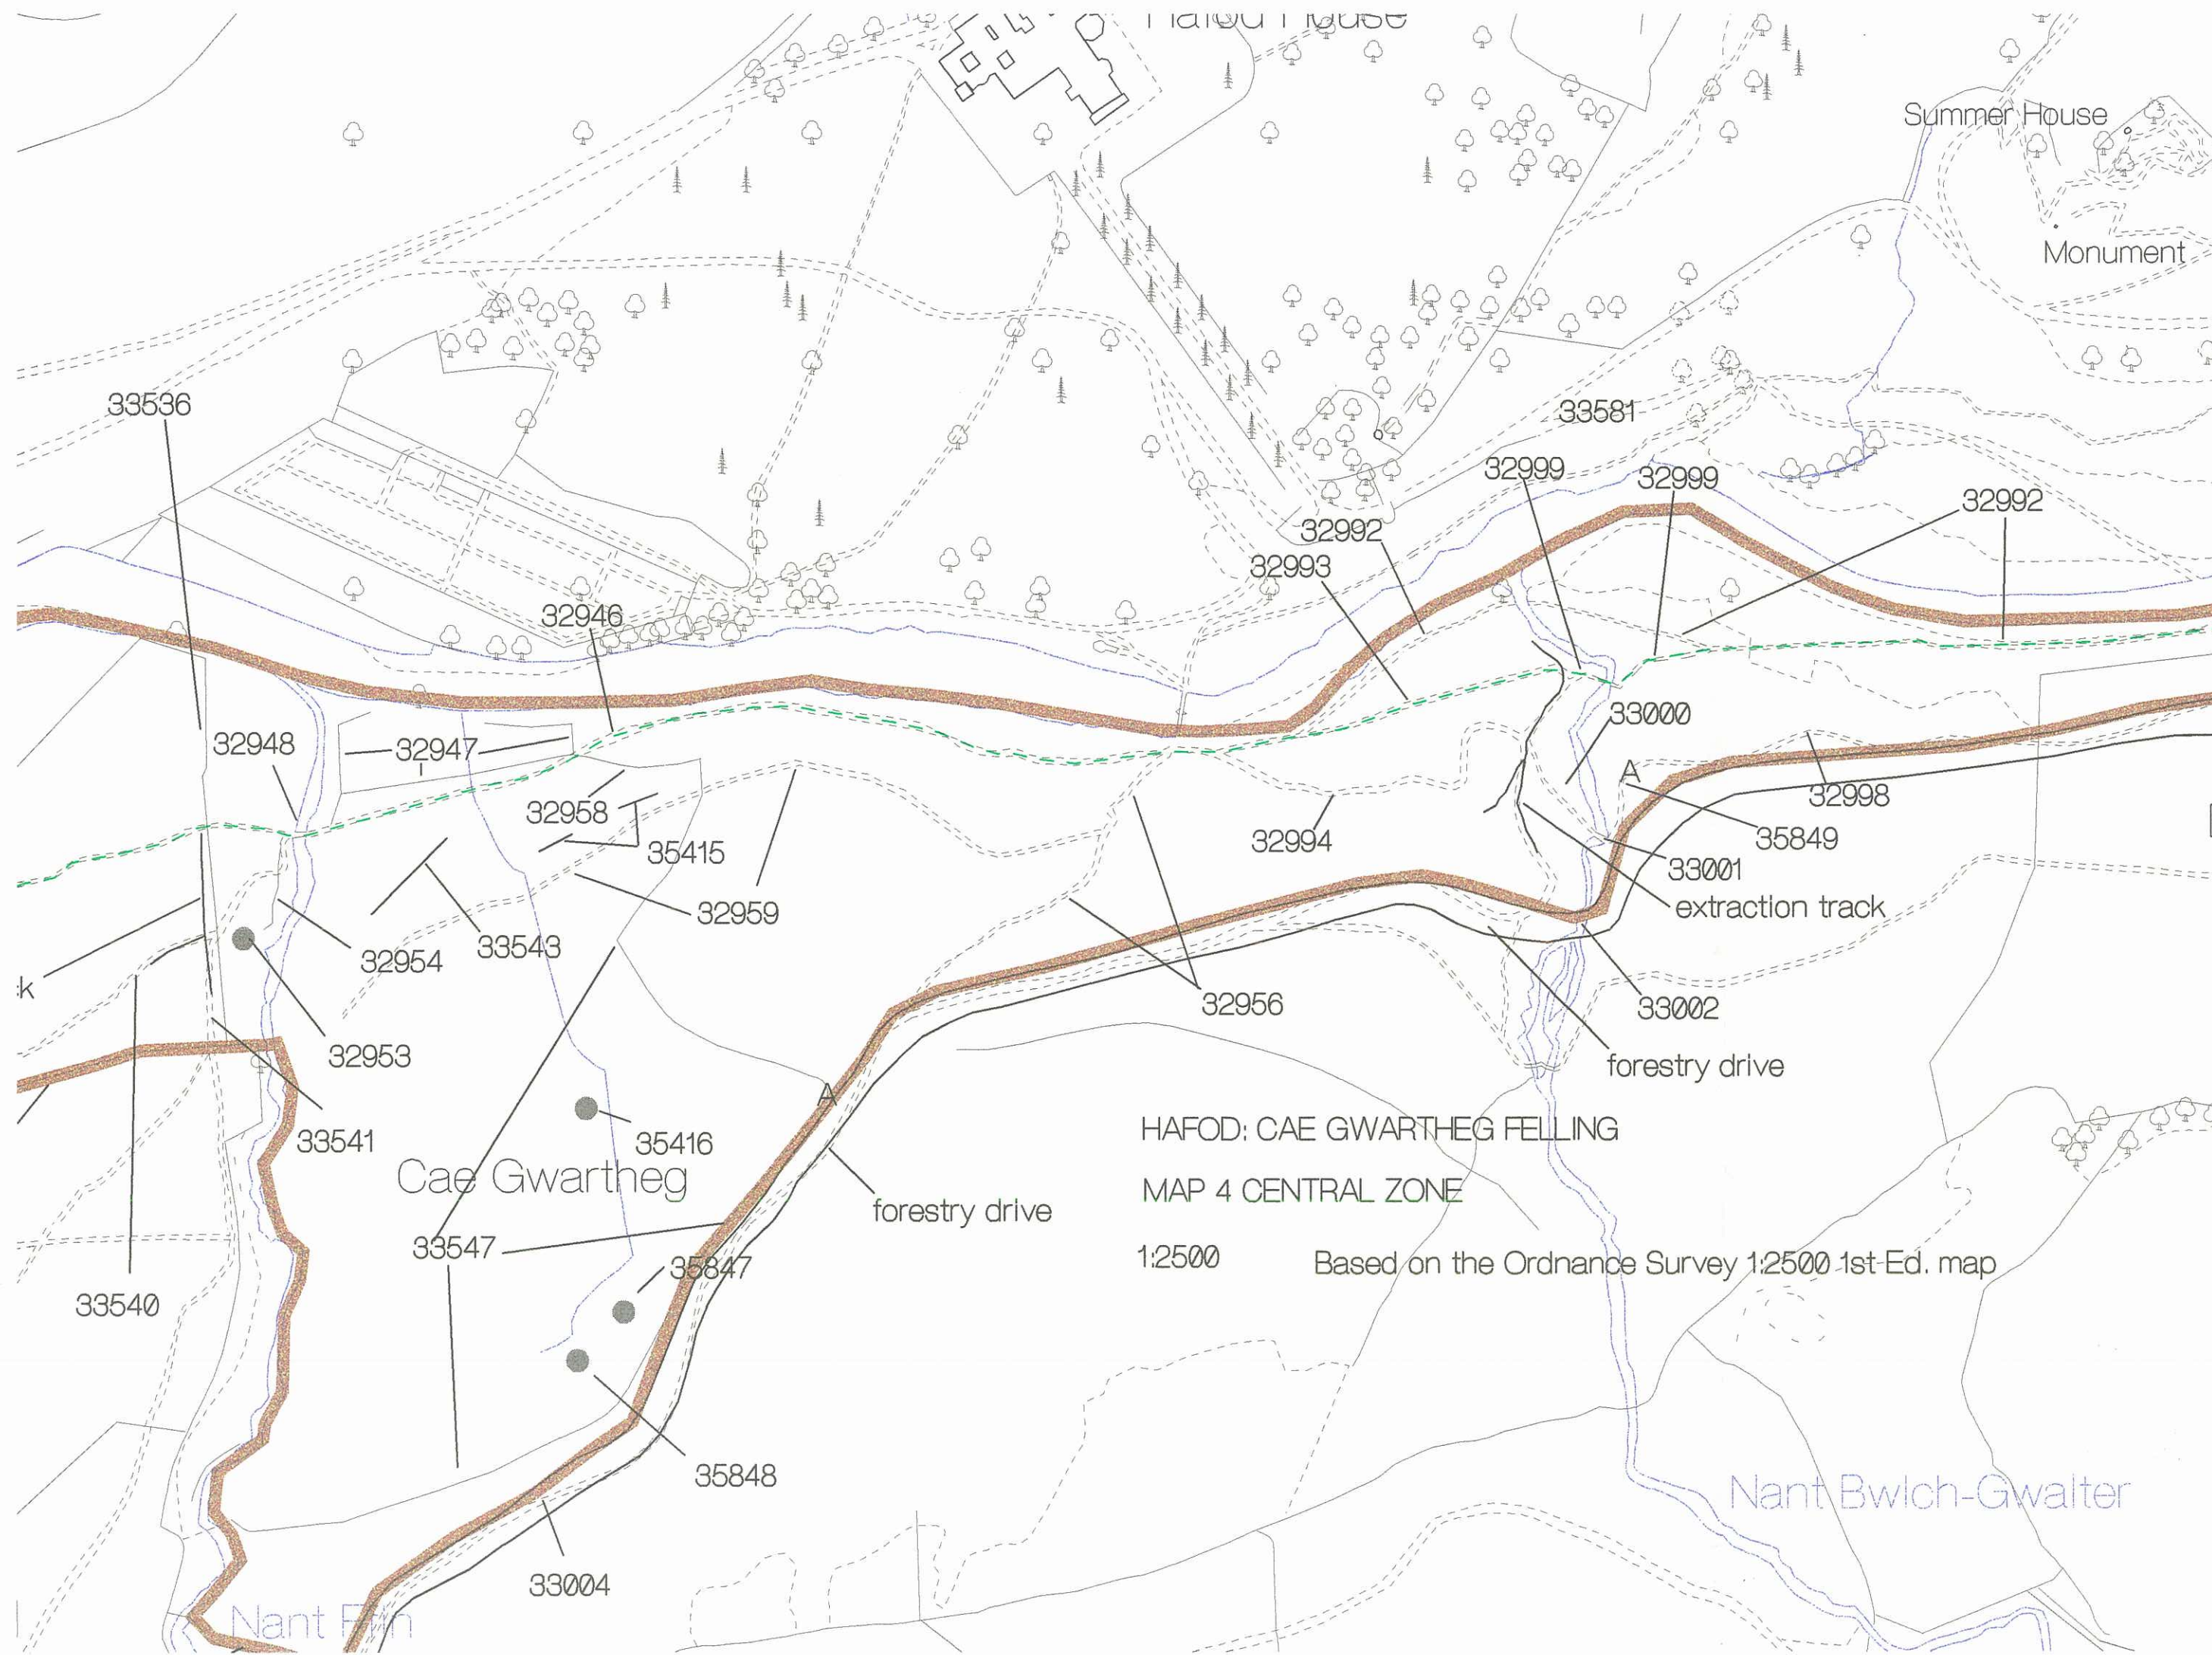 Hafod House
Summer House
Monument
33536
33581
32999
32999
32992
32992
32993
32946
32948
32947
33000
A
32958
32998
35415
32994
35849
33001
32959
extraction track
33543
32954
k
32956
33002
32953
forestry drive
A
33541
35416
HAFOD: CAE GWARTHEG FELLING
Cae Gwartheg
MAP 4 CENTRAL ZONE
forestry drive
33547
1:2500
Based on the Ordnance Survey 1:2500 1st Ed. map
35847
33540
35848
Nant Bwlch-Gwalter
33004
Nant